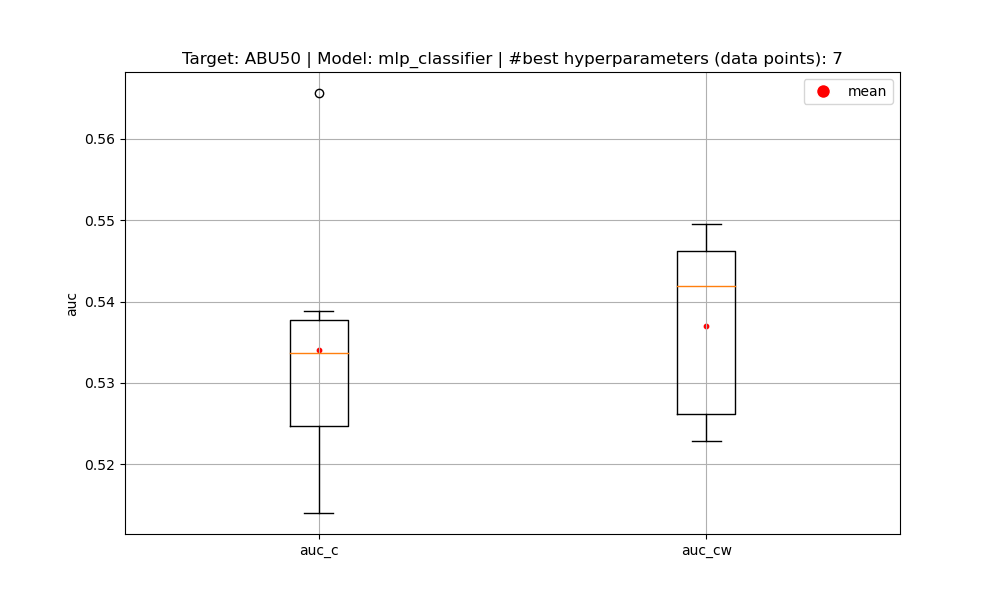 Target: ABU50 | Model: mlp_classifier | #best hyperparameters (data points): 7
mean
0.56
0.55
0.54
0.53
0.52
auc
auc_c
auc_cw